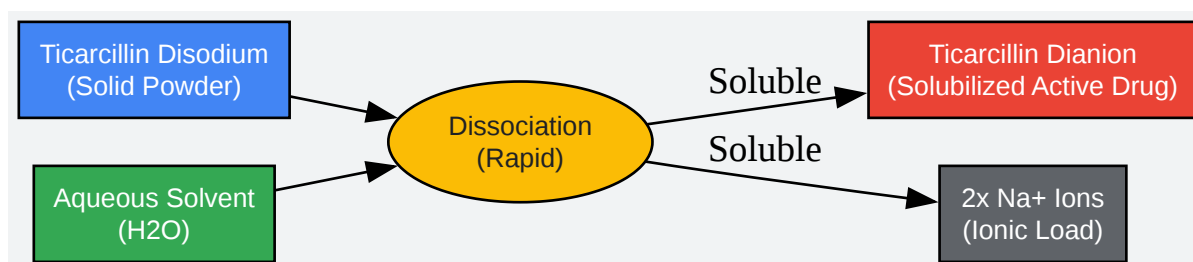 Ticarcillin Disodium
(Solid Powder)
Aqueous Solvent
(H2O)
Dissociation
(Rapid)
Soluble
Soluble
Ticarcillin Dianion
(Solubilized Active Drug)
2x Na+ Ions
(Ionic Load)